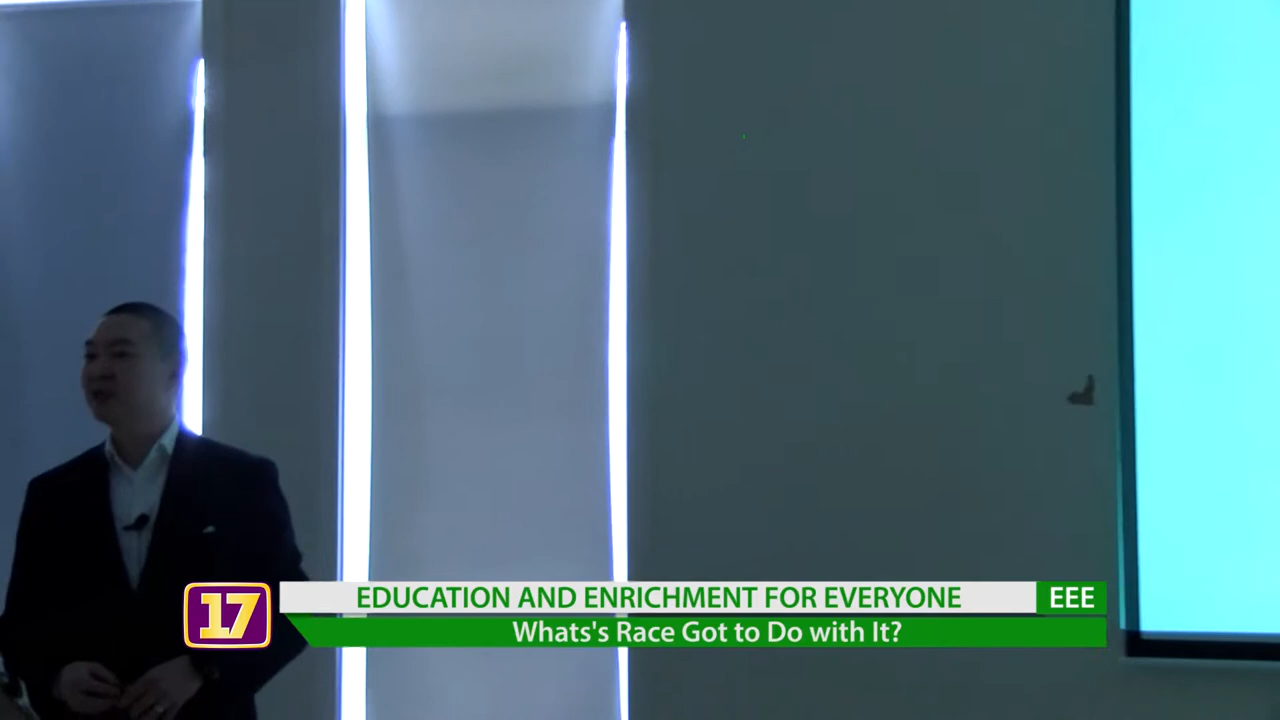 17
EDUCATION AND ENRICHMENT FOR EVERYONE
EEE
Whats's Race Got to Do with It?